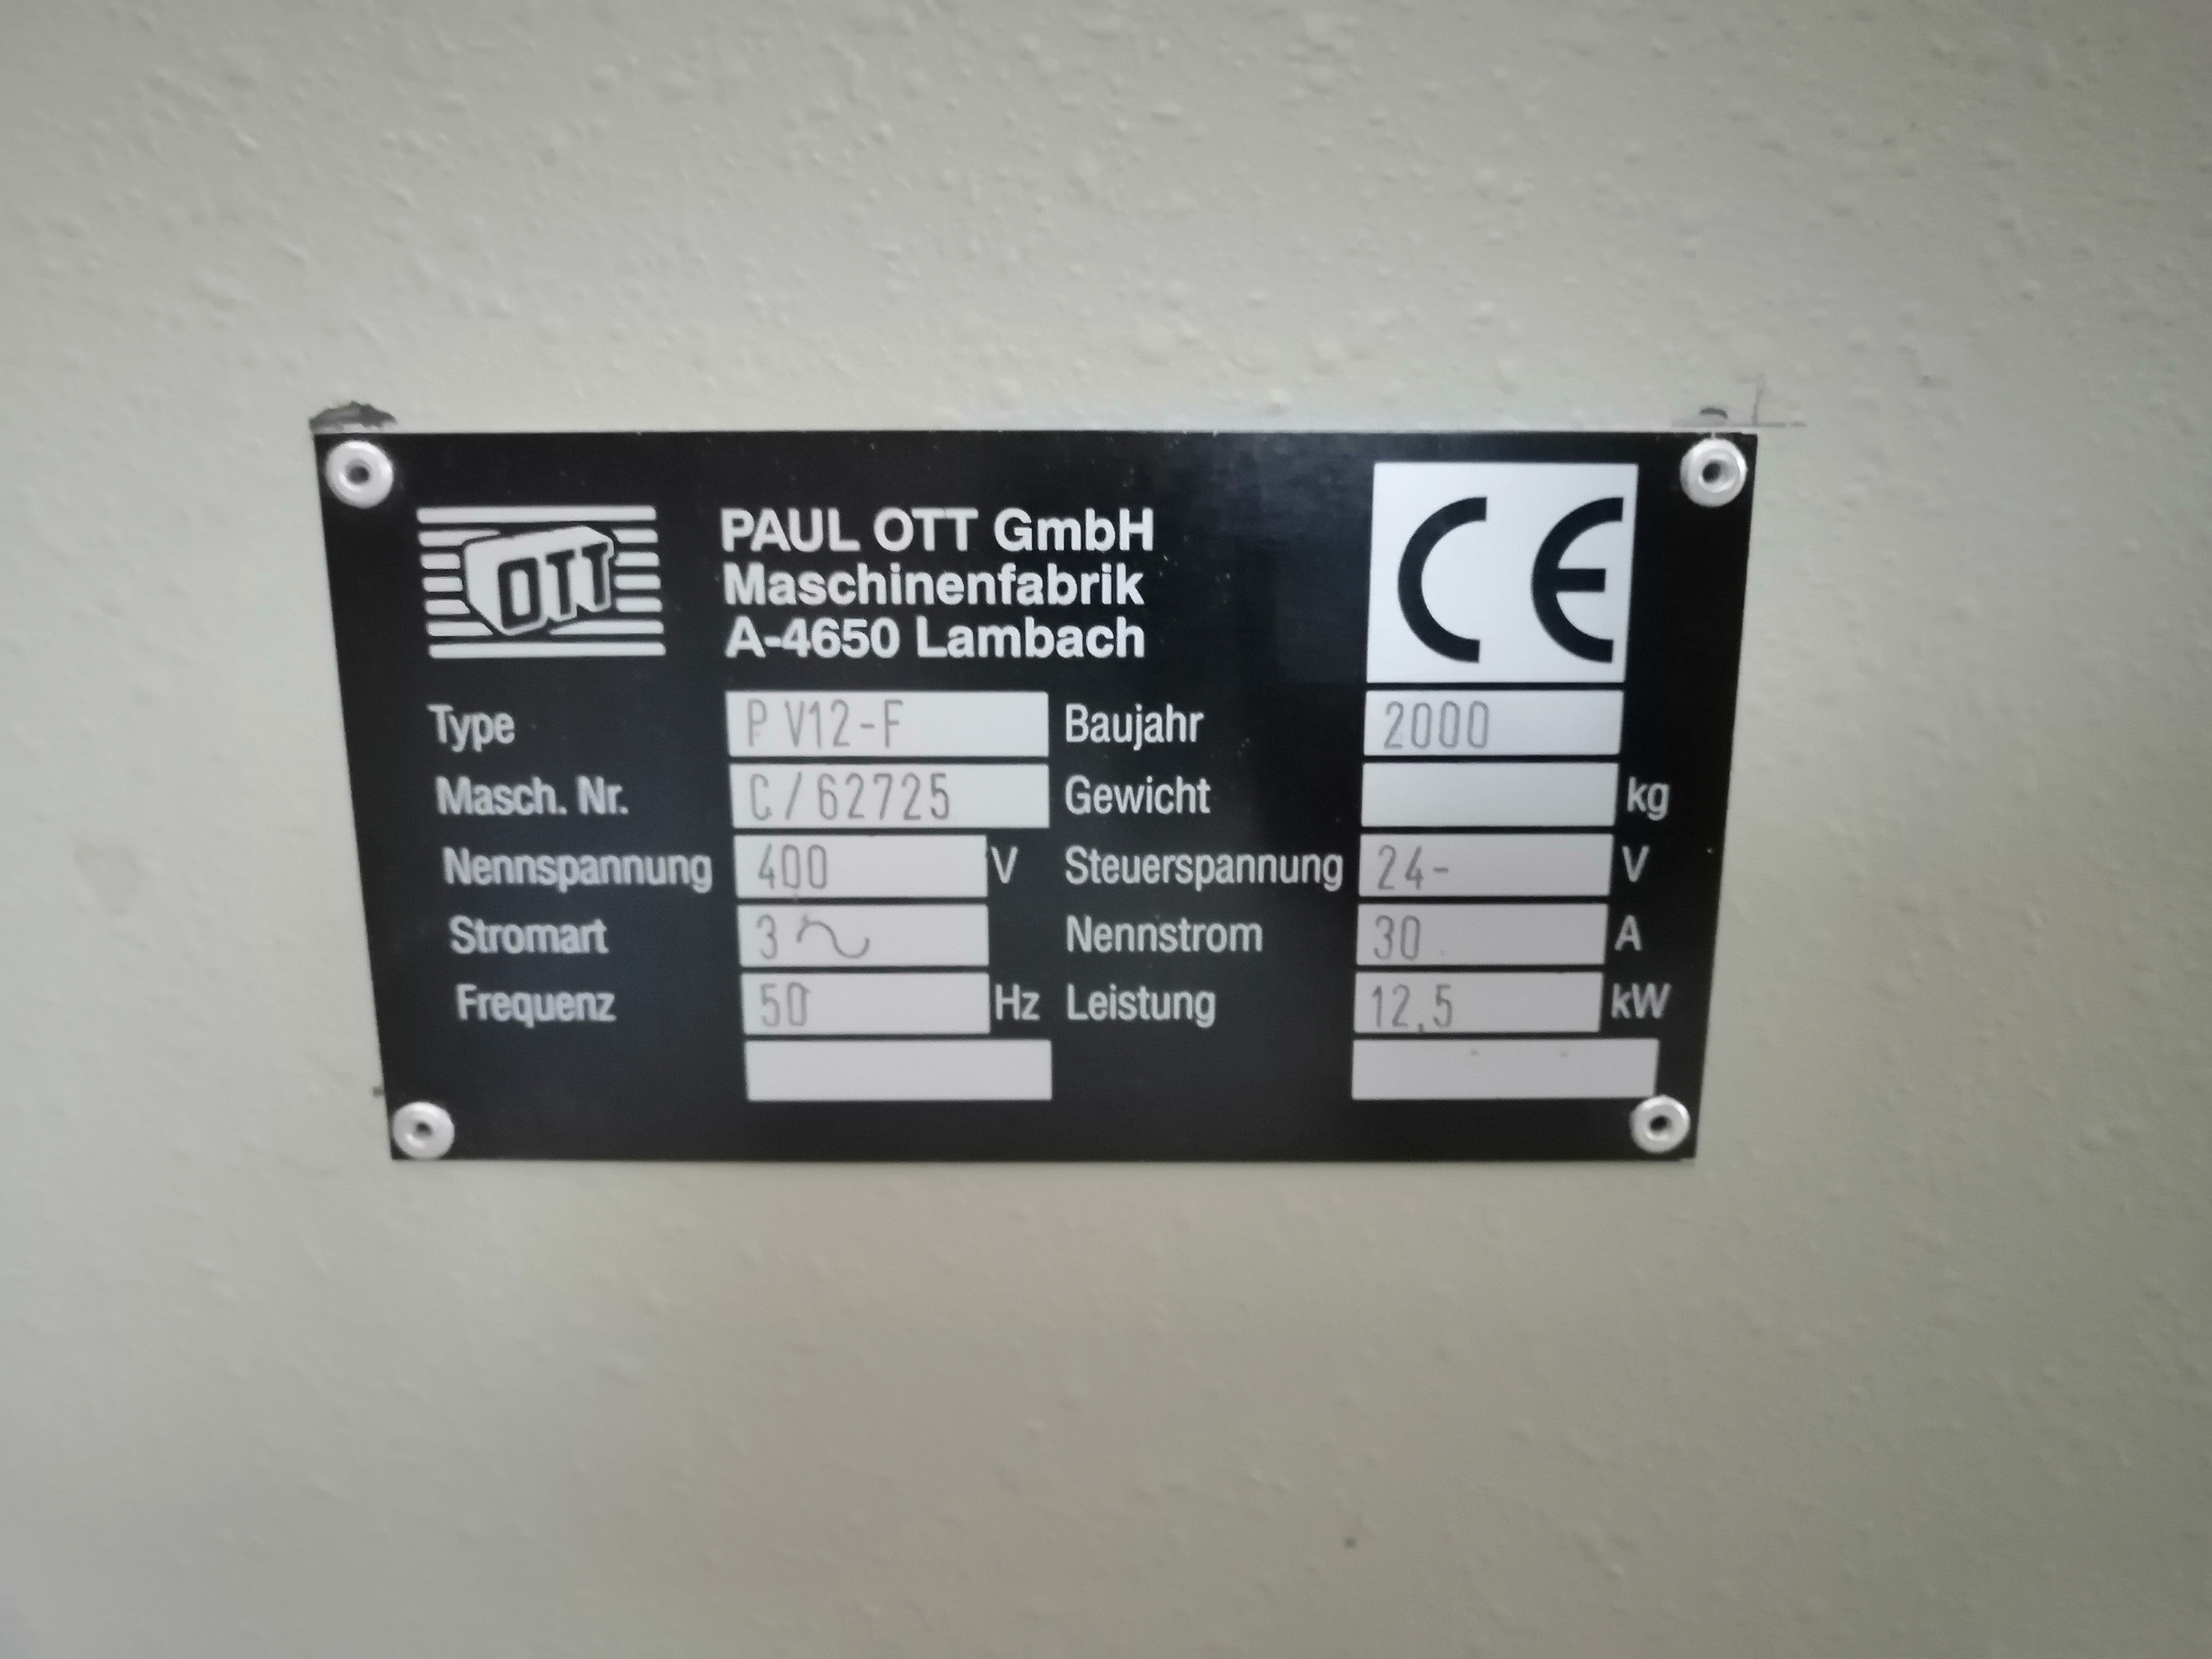 OTT
PAUL OTT GmbH
Maschinenfabrik
A-4650 Lambach
CE
Type PV12-F Baujahr 2000
Masch. Nr. C/62725 Gewicht kg
Nennspannung 400 V Steuerspannung 24- V
Stromart 3~ Nennstrom 30 A
Frequenz 50 Hz Leistung 12,5 kW